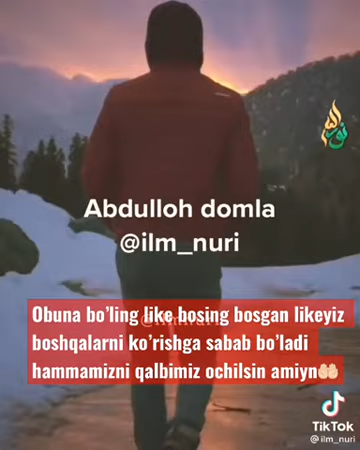 Abdulloh domla
@ilm_nuri
Obuna bo'ling like bosing bosgan likeyiz
boshqalarni ko'rishga sabab bo'ladi
hammamizni qalbimiz ochilsin amiyn🤲🏻
TikTok
@ilm_nuri